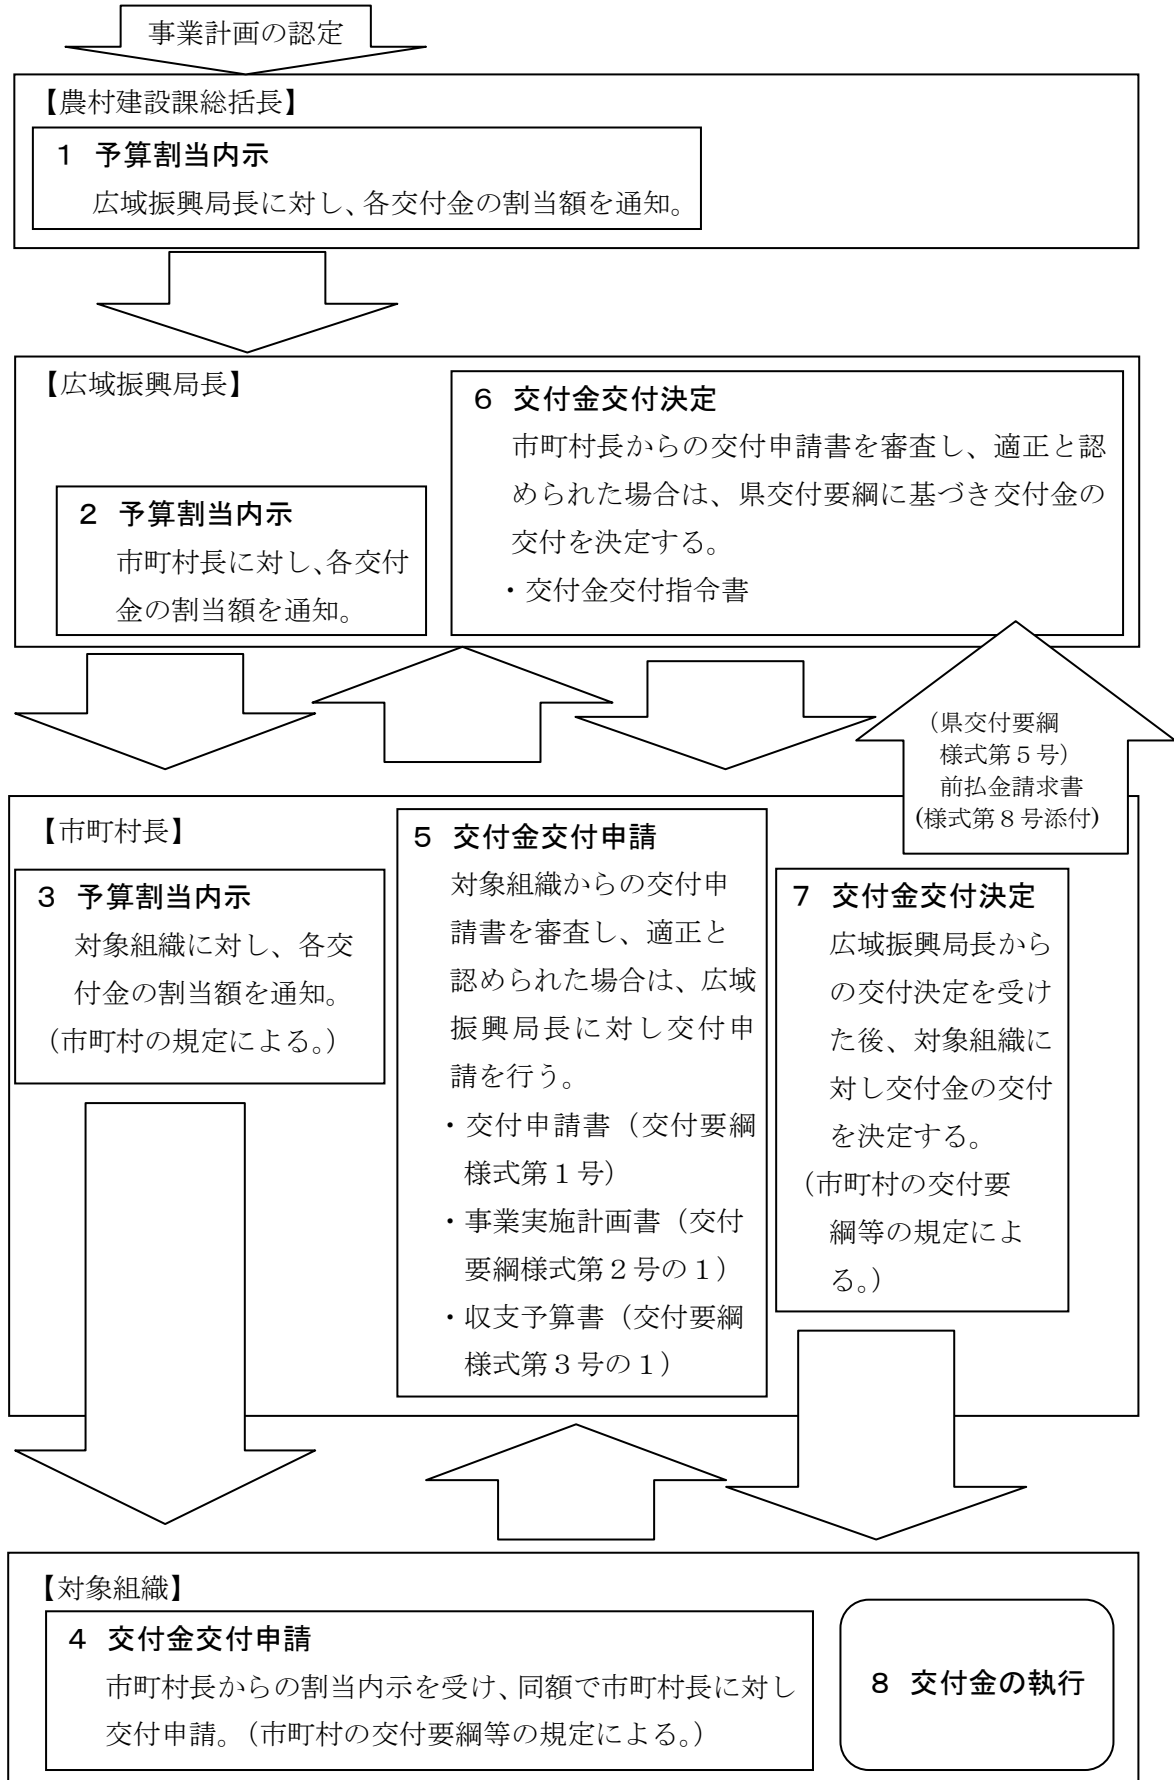 事業計画の認定
【農村建設課総括長】
1 予算割当内示
広域振興局長に対し、各交付金の割当額を通知。
【広域振興局長】
2 予算割当内示
市町村長に対し、各交付
金の割当額を通知。
6 交付金交付決定
市町村長からの交付申請書を審査し、適正と認
められた場合は、県交付要綱に基づき交付金の
交付を決定する。
・交付金交付指令書
(県交付要綱
様式第5号)
前払金請求書
(様式第8号添付)
【市町村長】
3 予算割当内示
対象組織に対し、各交
付金の割当額を通知。
(市町村の規定による。)
5 交付金交付申請
対象組織からの交付申
請書を審査し、適正と
認められた場合は、広域
振興局長に対し交付申
請を行う。
・交付申請書(交付要綱
様式第1号)
・事業実施計画書(交付
要綱様式第2号の1)
・収支予算書(交付要綱
様式第3号の1)
7 交付金交付決定
広域振興局長から
の交付決定を受け
た後、対象組織に
対し交付金の交付
を決定する。
(市町村の交付要
綱等の規定によ
る。)
【対象組織】
4 交付金交付申請
市町村長からの割当内示を受け、同額で市町村長に対し
交付申請。(市町村の交付要綱等の規定による。)
8 交付金の執行